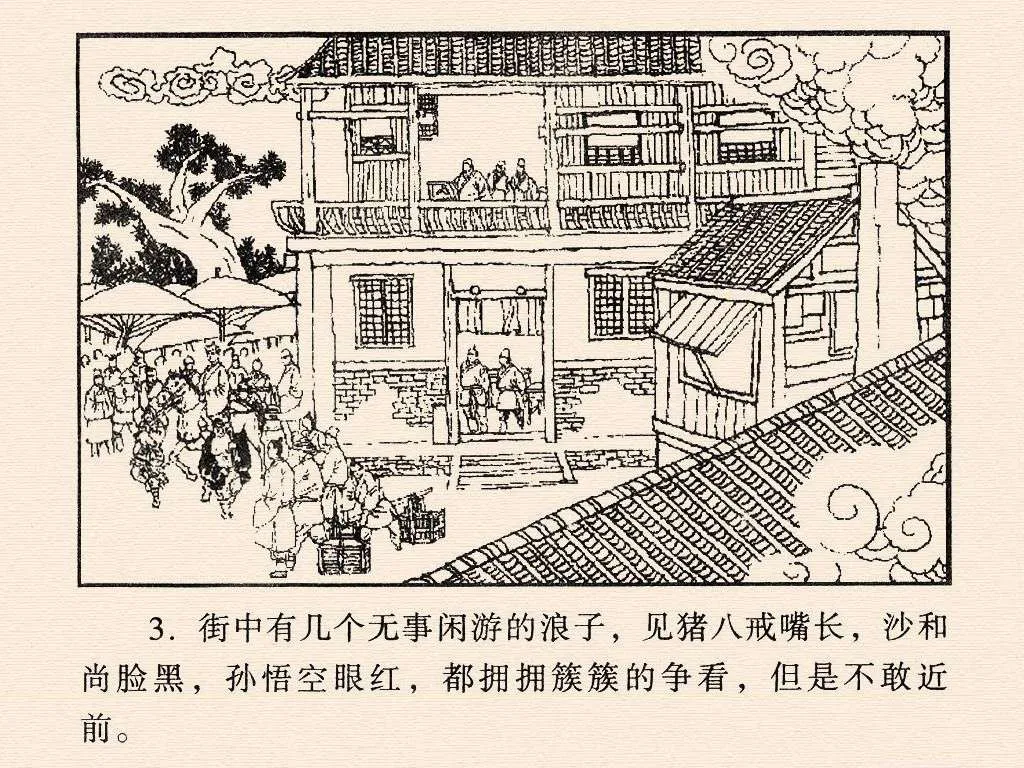 3．街中有几个无事闲游的浪子，见猪八戒嘴长，沙和
尚脸黑，孙悟空眼红，都拥拥簇簇的争看，但是不敢近
前。